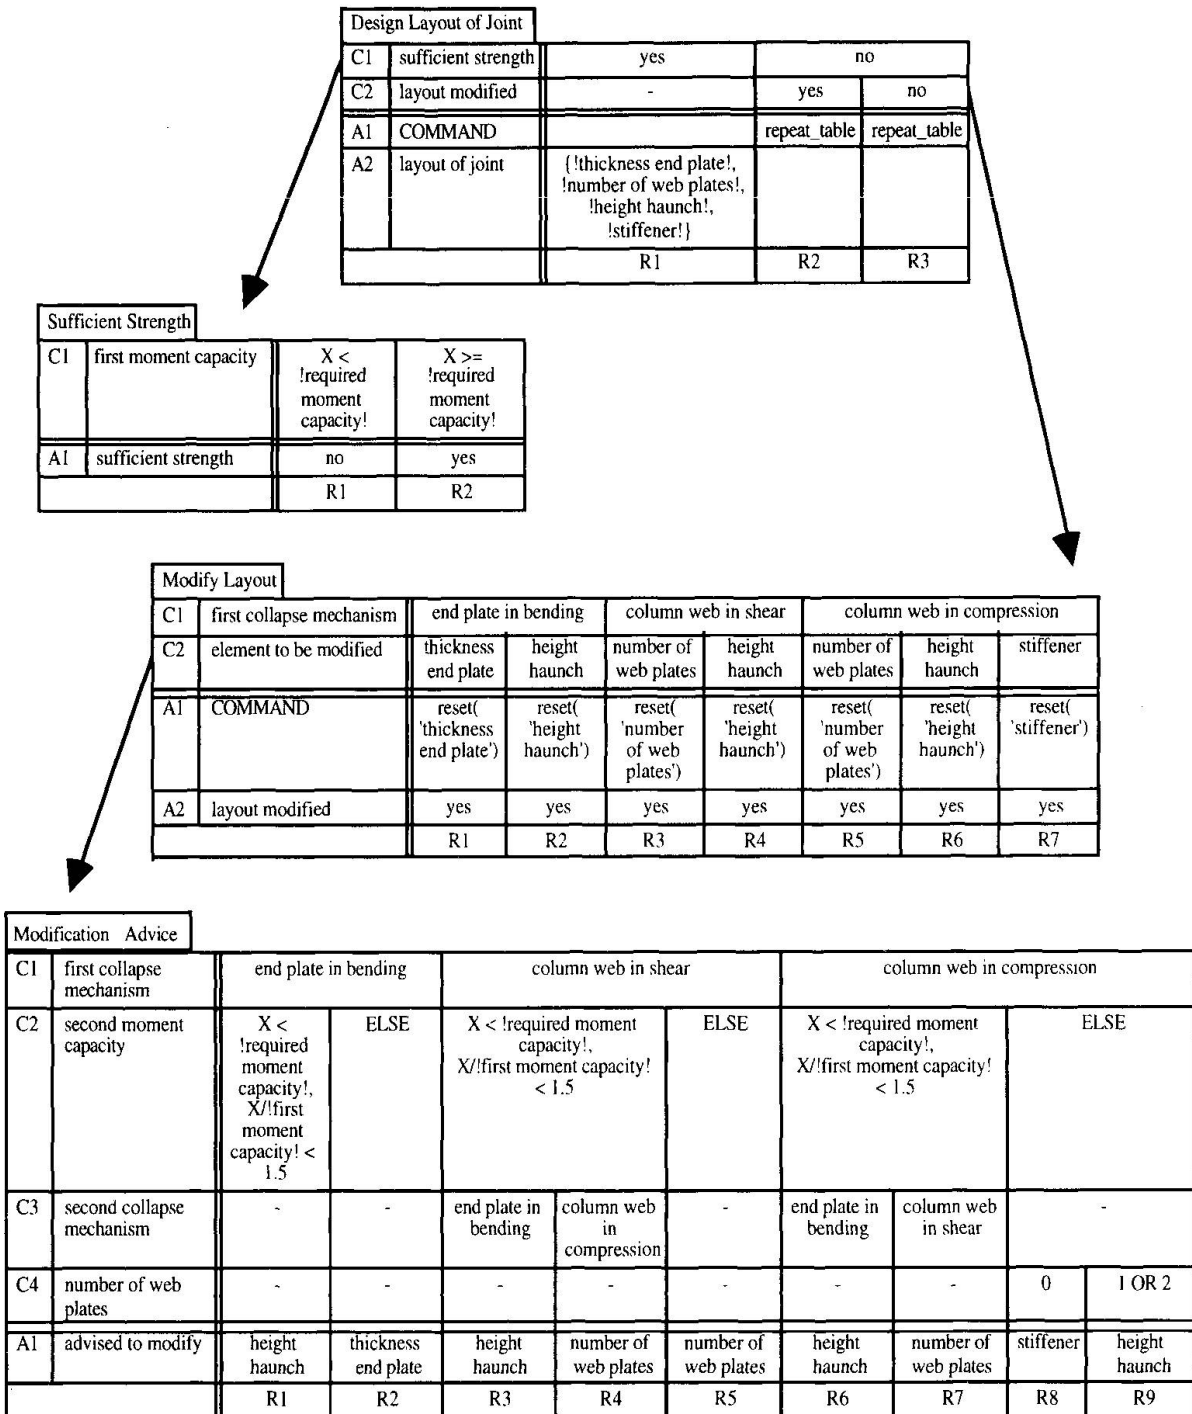 Design Layout of Joint
C1 sufficient strength yes no
C2 layout modified - yes no
A1 COMMAND repeat_table repeat_table
A2 layout of joint {!thickness end plate!,
!number of web plates!,
!height haunch!,
!stiffener!}
R1 R2 R3
Sufficient Strength
C1 first moment capacity X < X >=
!required !required
moment moment
capacity! capacity!
A1 sufficient strength no yes
R1 R2
Modify Layout
C1 first collapse mechanism end plate in bending column web in shear column web in compression
C2 element to be modified thickness height number of height number of height stiffener
end plate haunch web plates haunch web plates haunch
A1 COMMAND reset( reset( reset( reset( reset( reset( reset(
'thickness 'height 'number 'height 'number 'height 'stiffener')
end plate') haunch') of web haunch') of web haunch')
plates') plates')
A2 layout modified yes yes yes yes yes yes yes
R1 R2 R3 R4 R5 R6 R7
Modification Advice
C1 first collapse end plate in bending column web in shear column web in compression
mechanism
C2 second moment X < ELSE X < !required moment ELSE X < !required moment ELSE
capacity !required capacity!, capacity!,
moment X/!first moment capacity! X/!first moment capacity!
capacity!, < 1.5 < 1.5
X/!first
moment
capacity! <
1.5
C3 second collapse - - end plate in column web - end plate in column web -
mechanism bending in bending in shear
compression
C4 number of web - - - - - - - 0 1 OR 2
plates
A1 advised to modify height thickness height number of number of height number of stiffener height
haunch end plate haunch web plates web plates haunch web plates haunch
R1 R2 R3 R4 R5 R6 R7 R8 R9